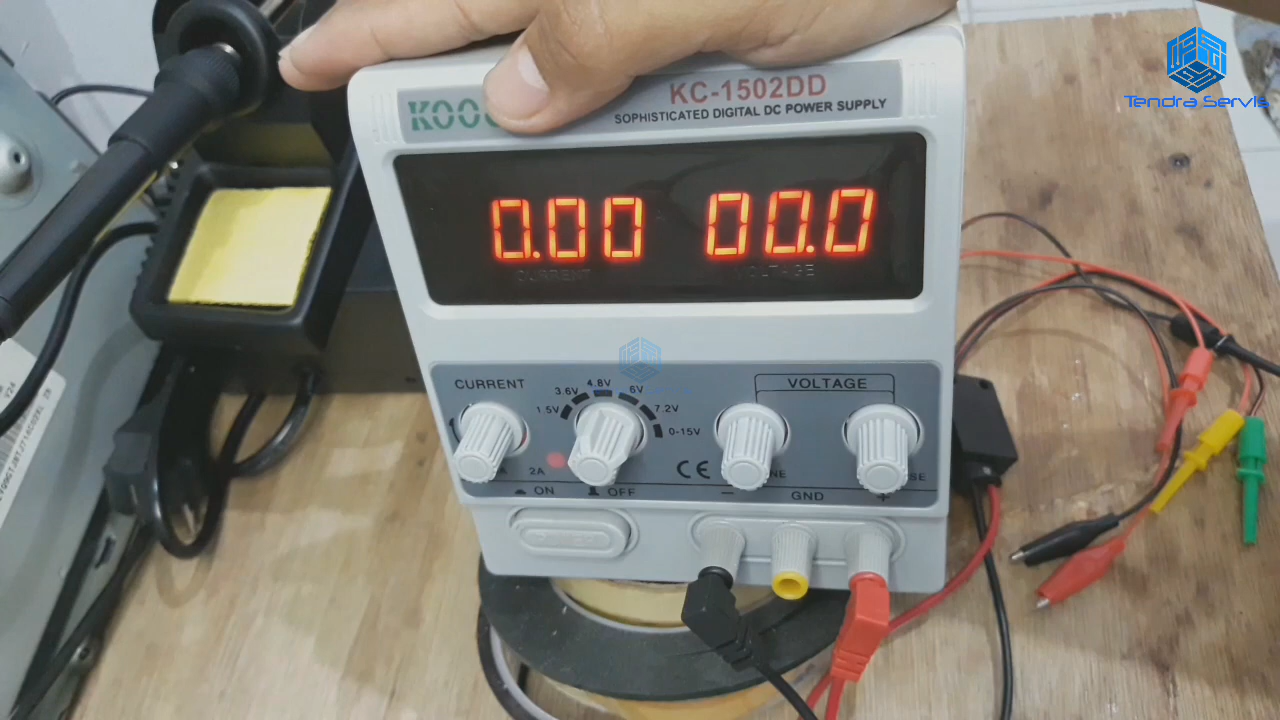 Tendra Servis
KOOC
KC-1502DD
SOPHISTICATED DIGITAL DC POWER SUPPLY
0.00 00.0
CURRENT VOLTAGE
CURRENT
1.5V 3.6V 4.8V 6V 7.2V 0-15V
VOLTAGE
2A
CE
ON OFF
− GND +